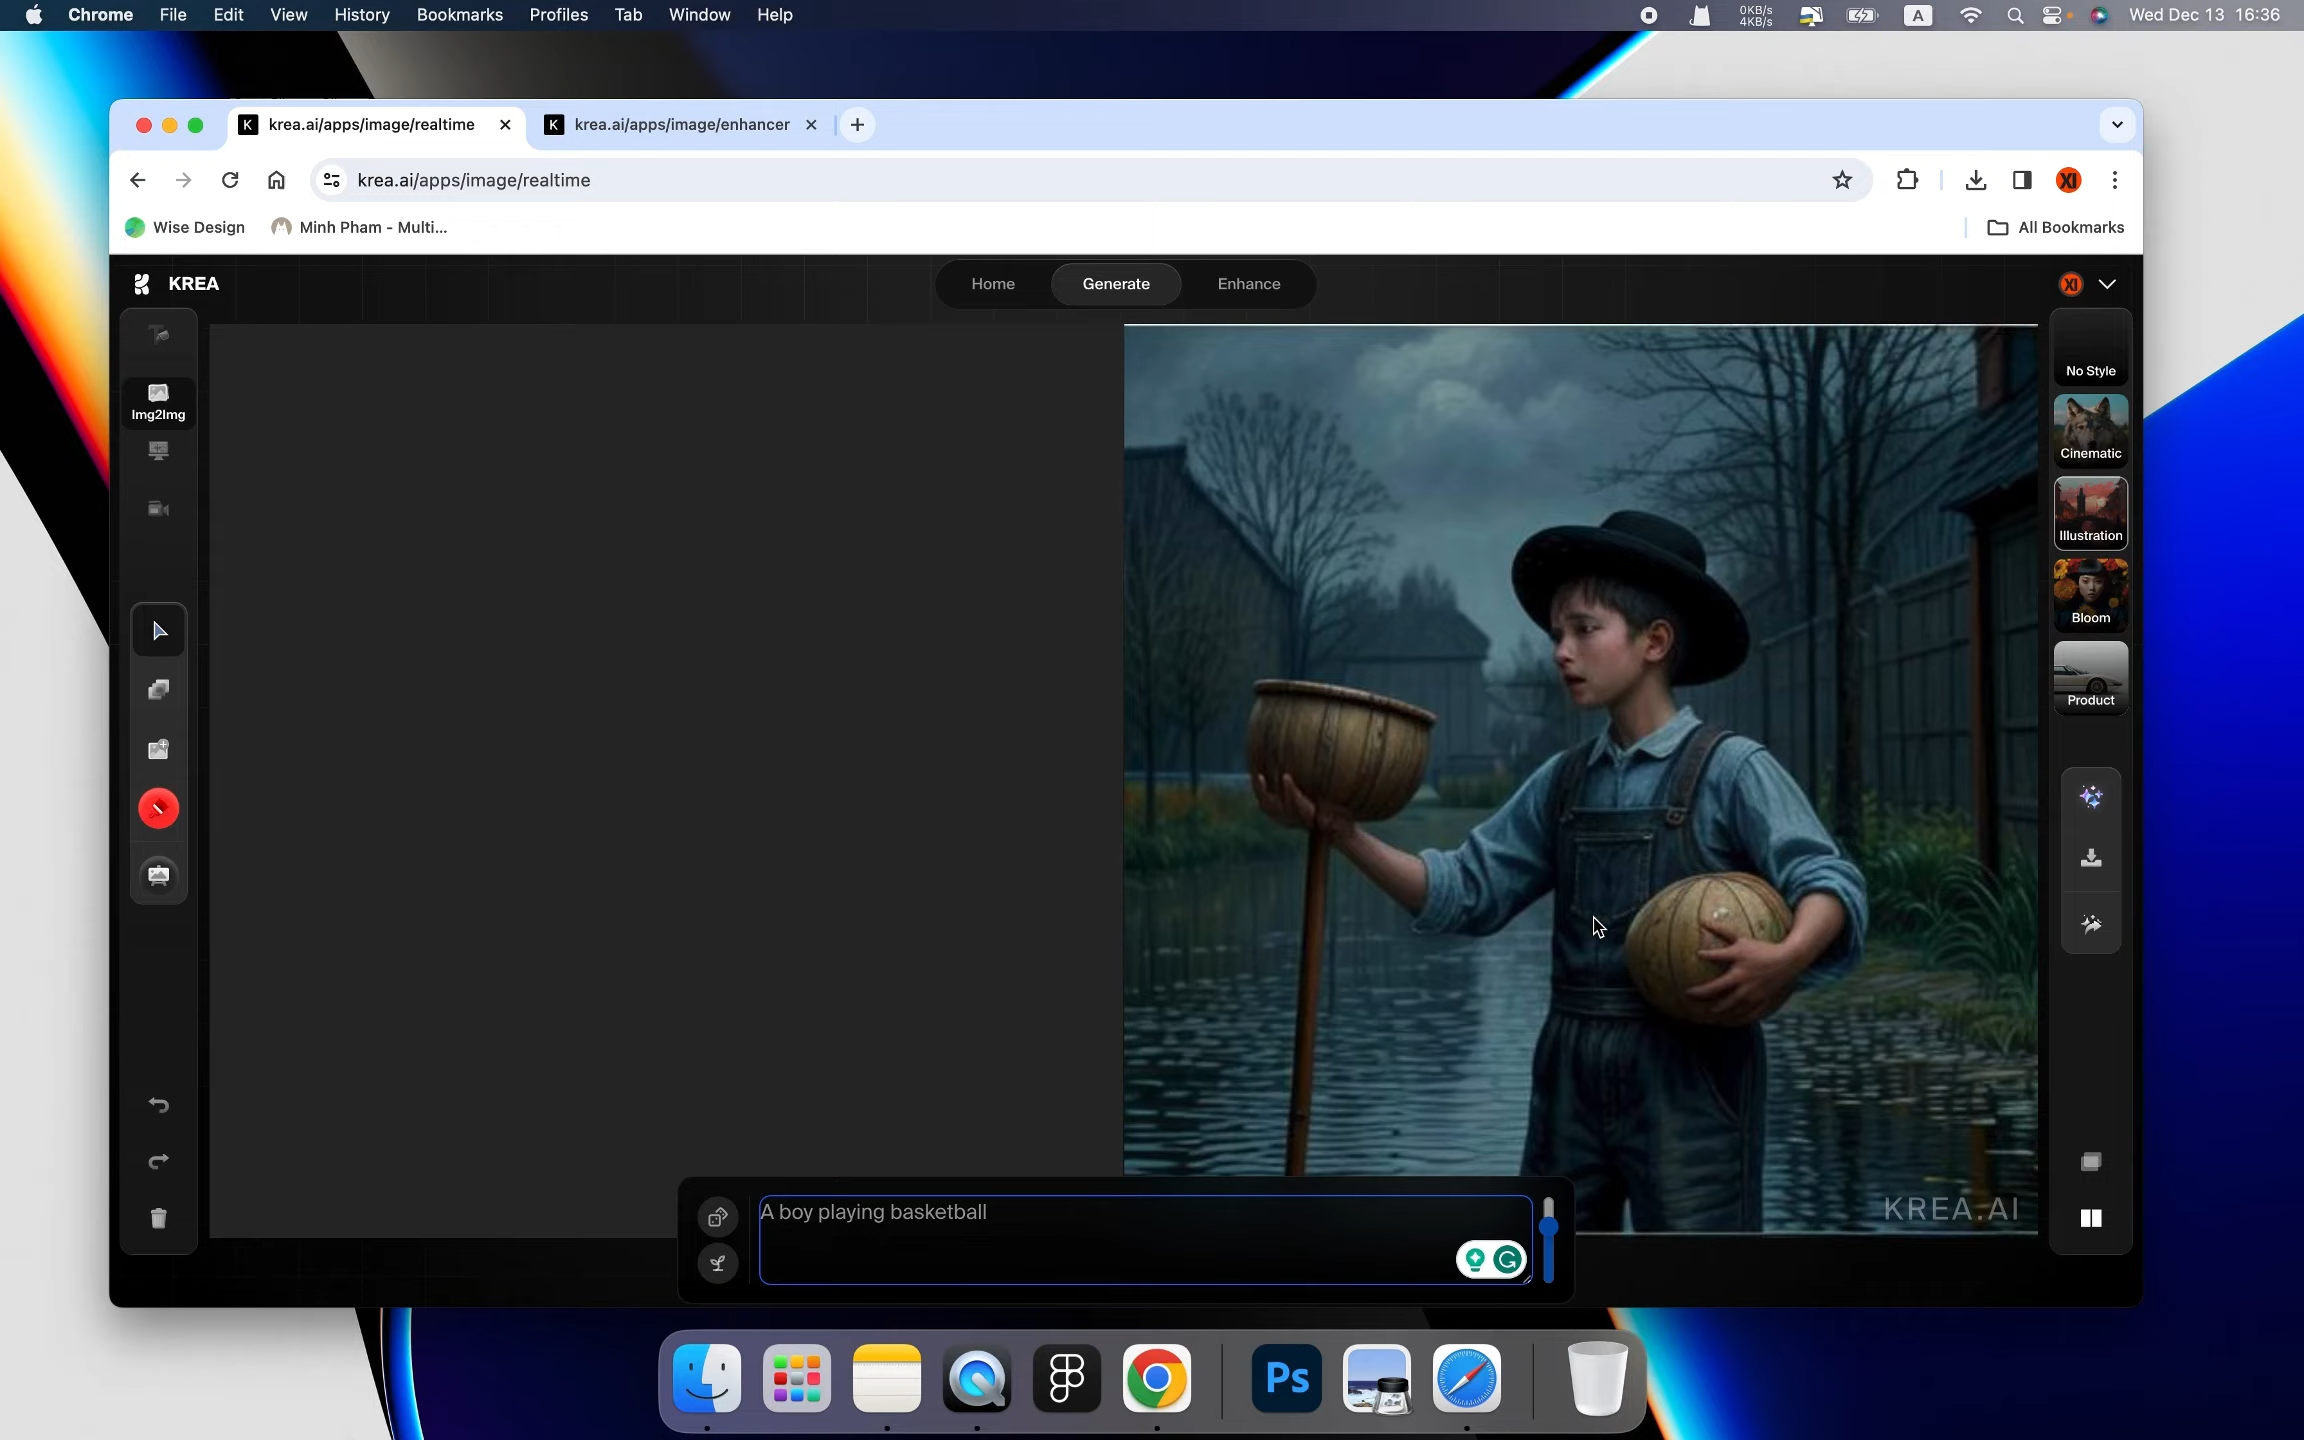 Chrome File Edit View History Bookmarks Profiles Tab Window Help
0KB/s
4KB/s
A
Wed Dec 13 16:36
K krea.ai/apps/image/realtime
K krea.ai/apps/image/enhancer
krea.ai/apps/image/realtime
XI
Wise Design
Minh Pham - Multi...
All Bookmarks
KREA
Home Generate Enhance
XI
Img2Img
No Style
Cinematic
Illustration
Bloom
Product
KREA.AI
A boy playing basketball
Ps